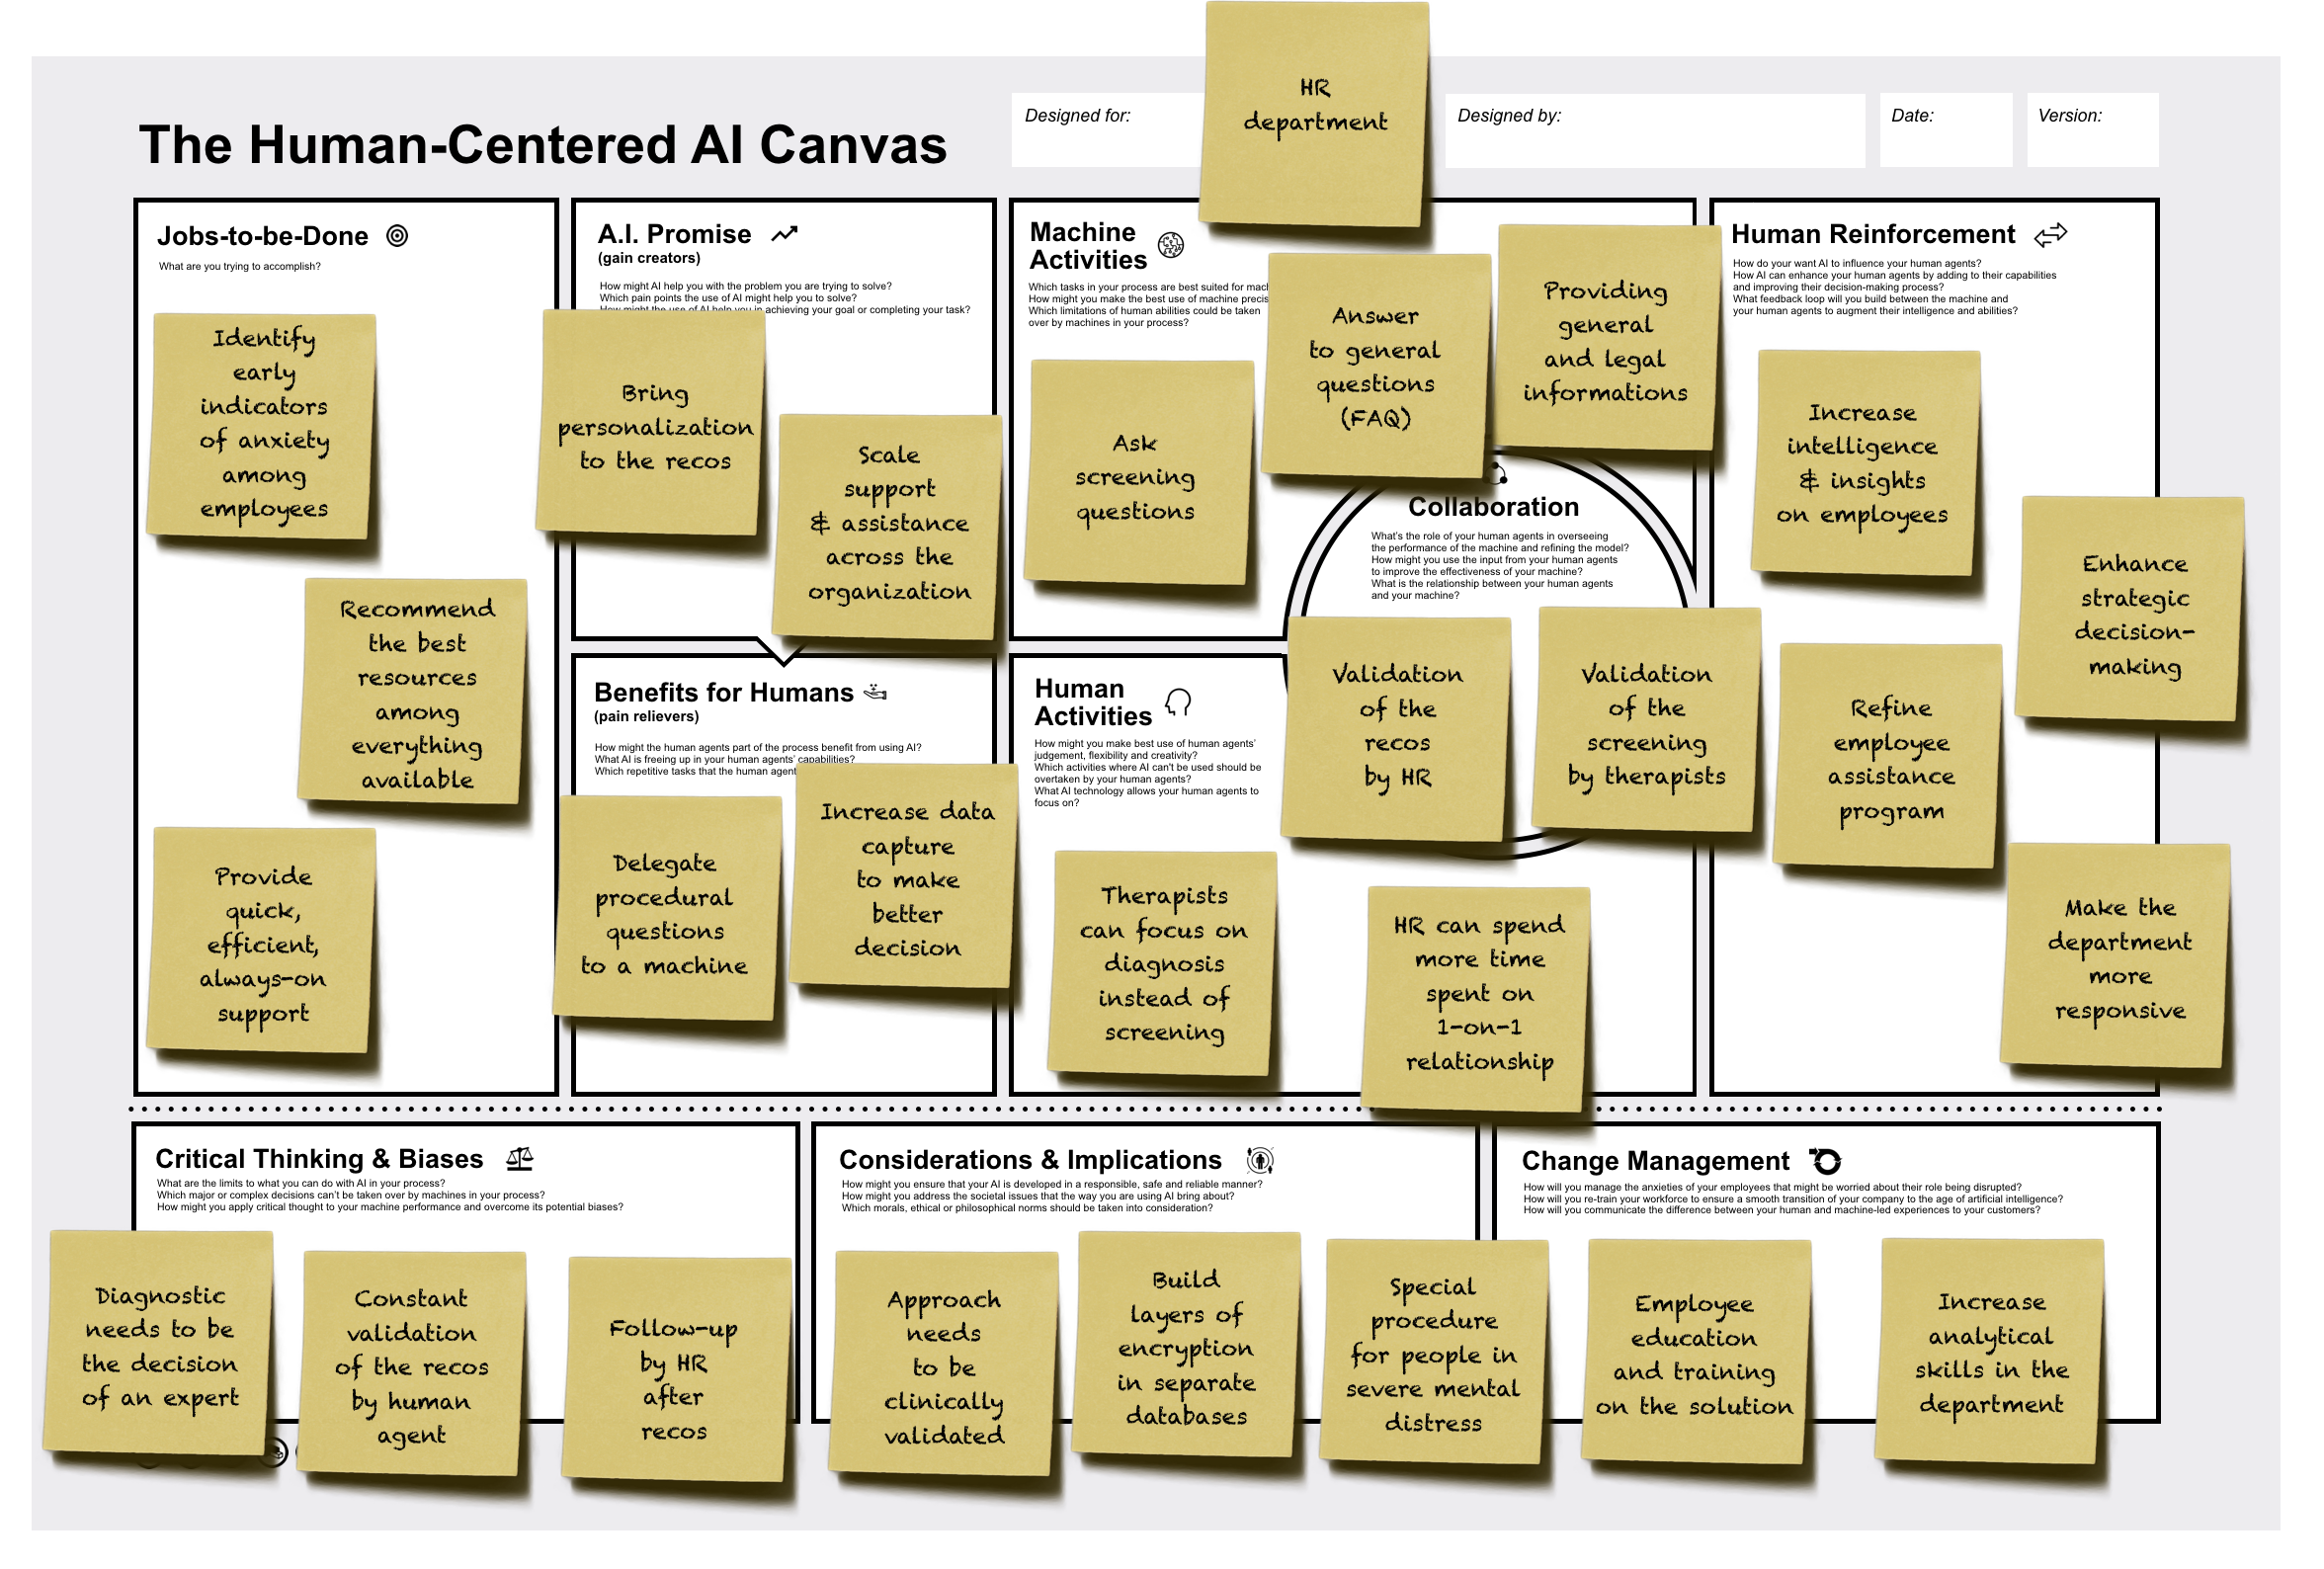 The Human-Centered AI Canvas
Designed for:
HR
department
Designed by:
Date:
Version:
Jobs-to-be-Done
What are you trying to accomplish?
Identify
early
indicators
of anxiety
among
employees
Recommend
the best
resources
among
everything
available
Provide
quick,
efficient,
always-on
support
A.I. Promise
(gain creators)
How might AI help you with the problem you are trying to solve?
Which pain points the use of AI might help you to solve?
How might the use of AI help you in achieving your goal or completing your task?
Bring
personalization
to the recos
Scale
support
& assistance
across the
organization
Benefits for Humans
(pain relievers)
How might the human agents part of the process benefit from using AI?
What AI is freeing up in your human agents' capabilities?
Which repetitive tasks that the human agent
Delegate
procedural
questions
to a machine
Increase data
capture
to make
better
decision
Machine
Activities
Which tasks in your process are best suited for
How might you make the best use of machine
Which limitations of human abilities could be taken
over by machines in your process?
Ask
screening
questions
Answer
to general
questions
(FAQ)
Providing
general
and legal
informations
Collaboration
What's the role of your human agents in overseeing
the performance of the machine and refining the model?
How might you use the input from your human agents
to improve the effectiveness of your machine?
What is the relationship between your human agents
and your machine?
Validation
of the
recos
by HR
Validation
of the
screening
by therapists
Human
Activities
How might you make best use of human agents'
judgement, flexibility and creativity?
Which activities where AI can't be used should be
overtaken by your human agents?
What AI technology allows your human agents to
focus on?
Therapists
can focus on
diagnosis
instead of
screening
HR can spend
more time
spent on
1-on-1
relationship
Human Reinforcement
How do your want AI to influence your human agents?
How AI can enhance your human agents by adding to their capabilities
and improving their decision-making process?
What feedback loop will you build between the machine and
your human agents to augment their intelligence and abilities?
Increase
intelligence
& insights
on employees
Enhance
strategic
decision-
making
Refine
employee
assistance
program
Make the
department
more
responsive
Critical Thinking & Biases
What are the limits to what you can do with AI in your process?
Which major or complex decisions can't be taken over by machines in your process?
How might you apply critical thought to your machine performance and overcome its potential biases?
Diagnostic
needs to be
the decision
of an expert
Constant
validation
of the recos
by human
agent
Follow-up
by HR
after
recos
Considerations & Implications
How might you ensure that your AI is developed in a responsible, safe and reliable manner?
How might you address the societal issues that the way you are using AI bring about?
Which morals, ethical or philosophical norms should be taken into consideration?
Approach
needs
to be
clinically
validated
Build
layers of
encryption
in separate
databases
Special
procedure
for people in
severe mental
distress
Change Management
How will you manage the anxieties of your employees that might be worried about their role being disrupted?
How will you re-train your workforce to ensure a smooth transition of your company to the age of artificial intelligence?
How will you communicate the difference between your human and machine-led experiences to your customers?
Employee
education
and training
on the solution
Increase
analytical
skills in the
department